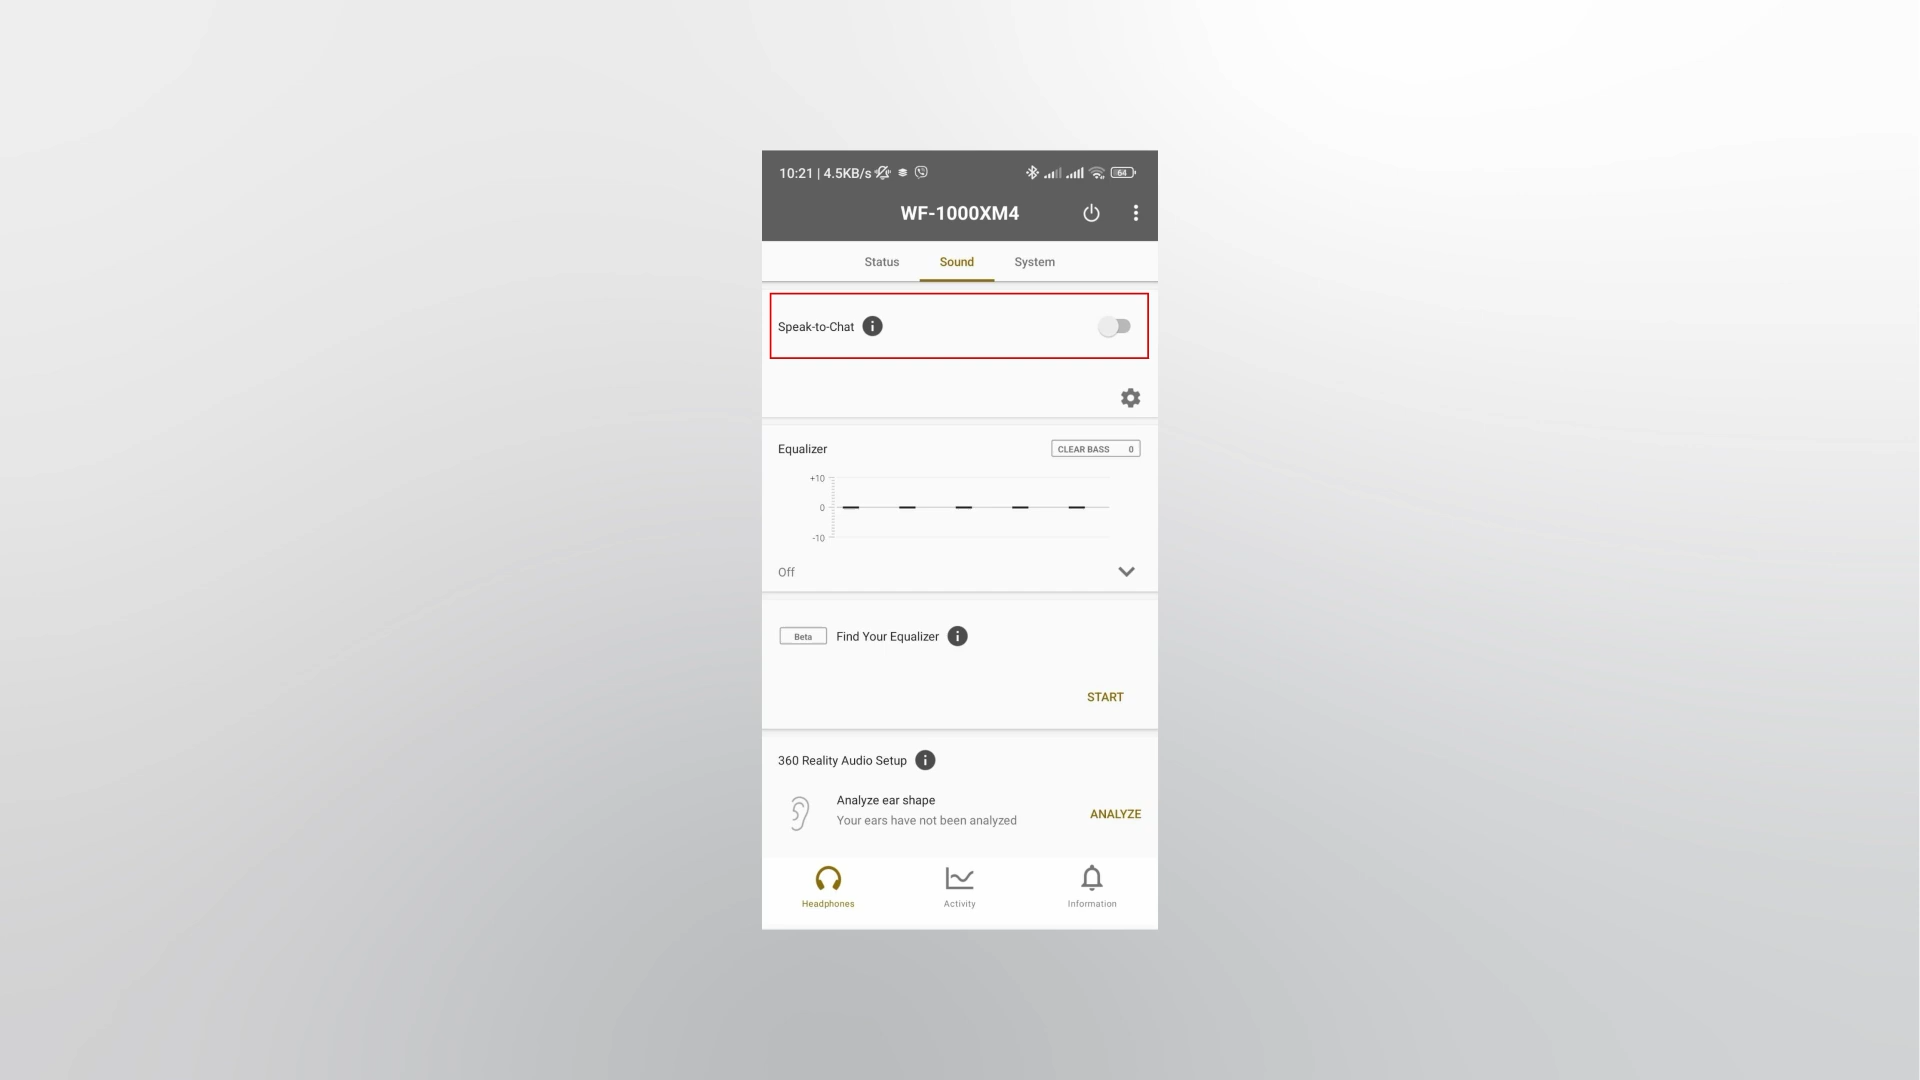 10:21 | 4.5KB/s
64
WF-1000XM4
Status Sound System
Speak-to-Chat
Equalizer
CLEAR BASS 0
+10
0
-10
Off
Beta Find Your Equalizer
START
360 Reality Audio Setup
Analyze ear shape
Your ears have not been analyzed
ANALYZE
Headphones Activity Information